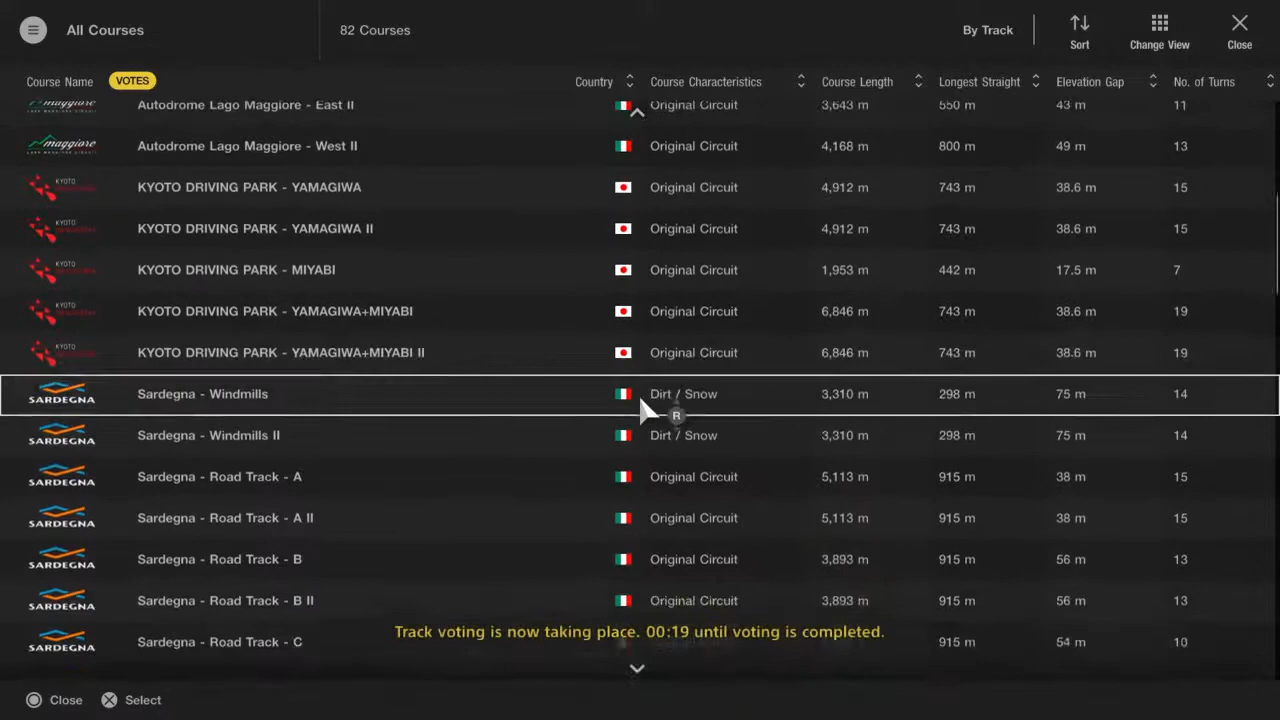 All Courses 82 Courses By Track Sort Change View Close
Course Name VOTES Country Course Characteristics Course Length Longest Straight Elevation Gap No. of Turns
maggiore Autodrome Lago Maggiore - East II Original Circuit 3,643 m 550 m 43 m 11
maggiore Autodrome Lago Maggiore - West II Original Circuit 4,168 m 800 m 49 m 13
KYOTO KYOTO DRIVING PARK - YAMAGIWA Original Circuit 4,912 m 743 m 38.6 m 15
KYOTO KYOTO DRIVING PARK - YAMAGIWA II Original Circuit 4,912 m 743 m 38.6 m 15
KYOTO KYOTO DRIVING PARK - MIYABI Original Circuit 1,953 m 442 m 17.5 m 7
KYOTO KYOTO DRIVING PARK - YAMAGIWA+MIYABI Original Circuit 6,846 m 743 m 38.6 m 19
KYOTO KYOTO DRIVING PARK - YAMAGIWA+MIYABI II Original Circuit 6,846 m 743 m 38.6 m 19
SARDEGNA Sardegna - Windmills Dirt / Snow 3,310 m 298 m 75 m 14
R
SARDEGNA Sardegna - Windmills II Dirt / Snow 3,310 m 298 m 75 m 14
SARDEGNA Sardegna - Road Track - A Original Circuit 5,113 m 915 m 38 m 15
SARDEGNA Sardegna - Road Track - A II Original Circuit 5,113 m 915 m 38 m 15
SARDEGNA Sardegna - Road Track - B Original Circuit 3,893 m 915 m 56 m 13
SARDEGNA Sardegna - Road Track - B II Original Circuit 3,893 m 915 m 56 m 13
Track voting is now taking place. 00:19 until voting is completed.
SARDEGNA Sardegna - Road Track - C 915 m 54 m 10
Close Select